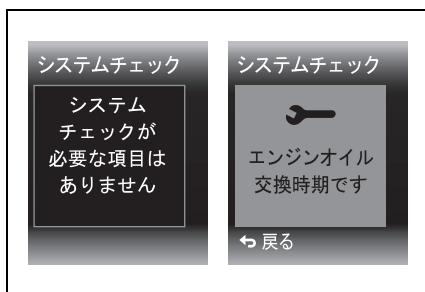 システムチェック
システム
チェックが
必要な項目は
ありません
システムチェック
エンジンオイル
交換時期です
戻る